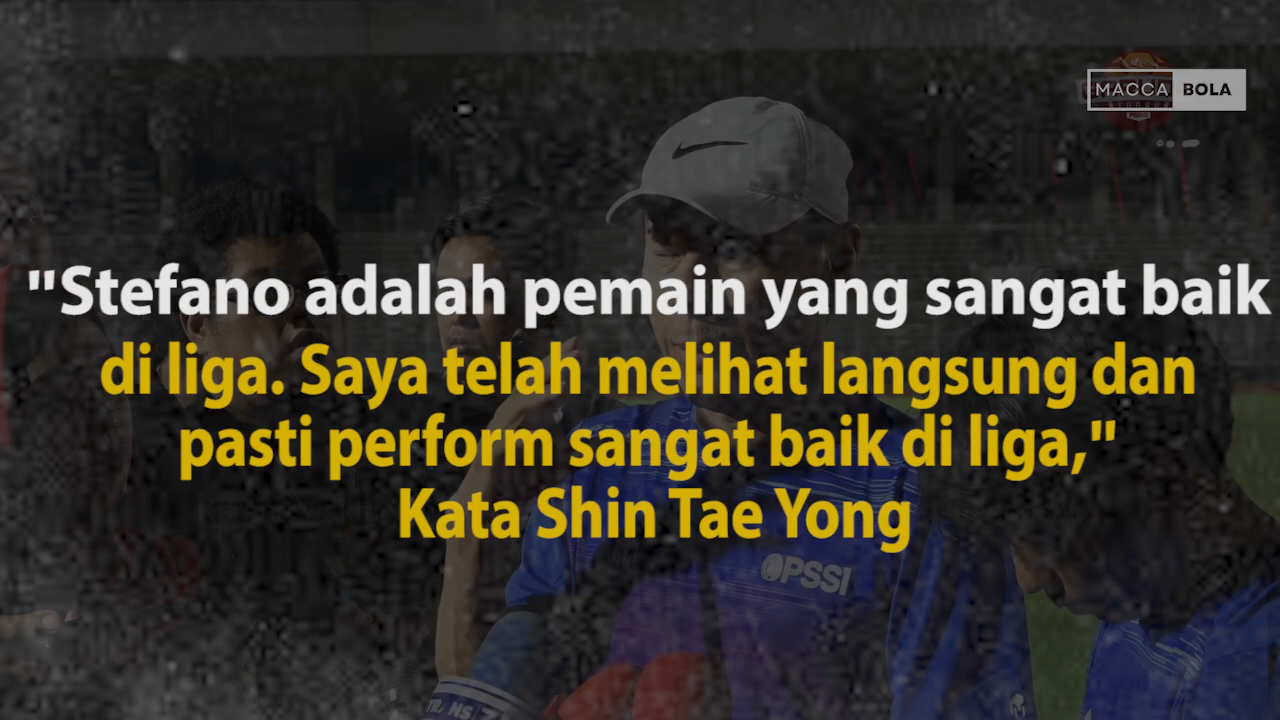 MACCA BOLA
"Stefano adalah pemain yang sangat baik
di liga. Saya telah melihat langsung dan
pasti perform sangat baik di liga,"
Kata Shin Tae Yong
PSSI